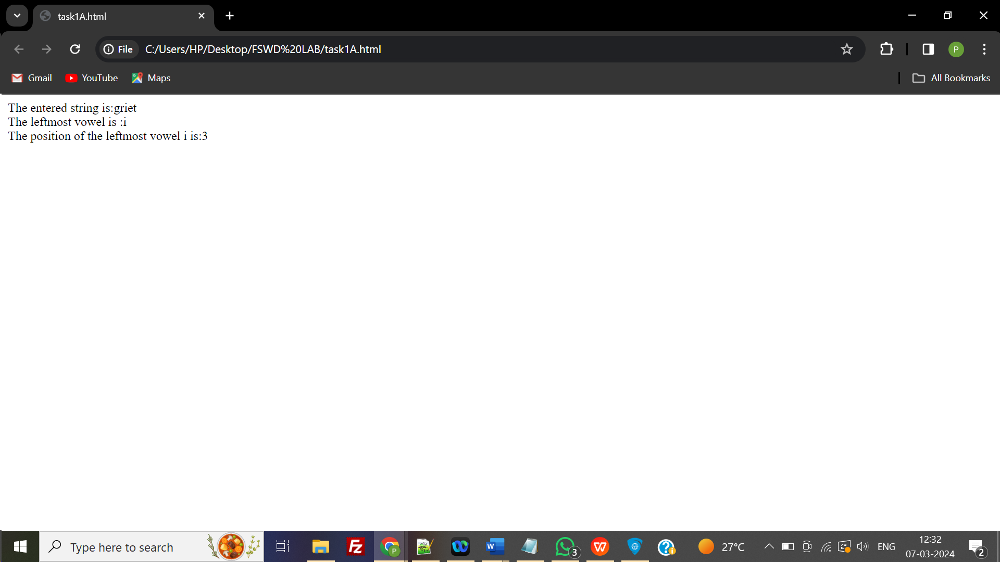 task1A.html
File C:/Users/HP/Desktop/FSWD%20LAB/task1A.html
P
Gmail YouTube Maps All Bookmarks
The entered string is:griet
The leftmost vowel is :i
The position of the leftmost vowel i is:3
Type here to search
FZ
P
W
3
W
27°C
ENG
12:32
07-03-2024
2